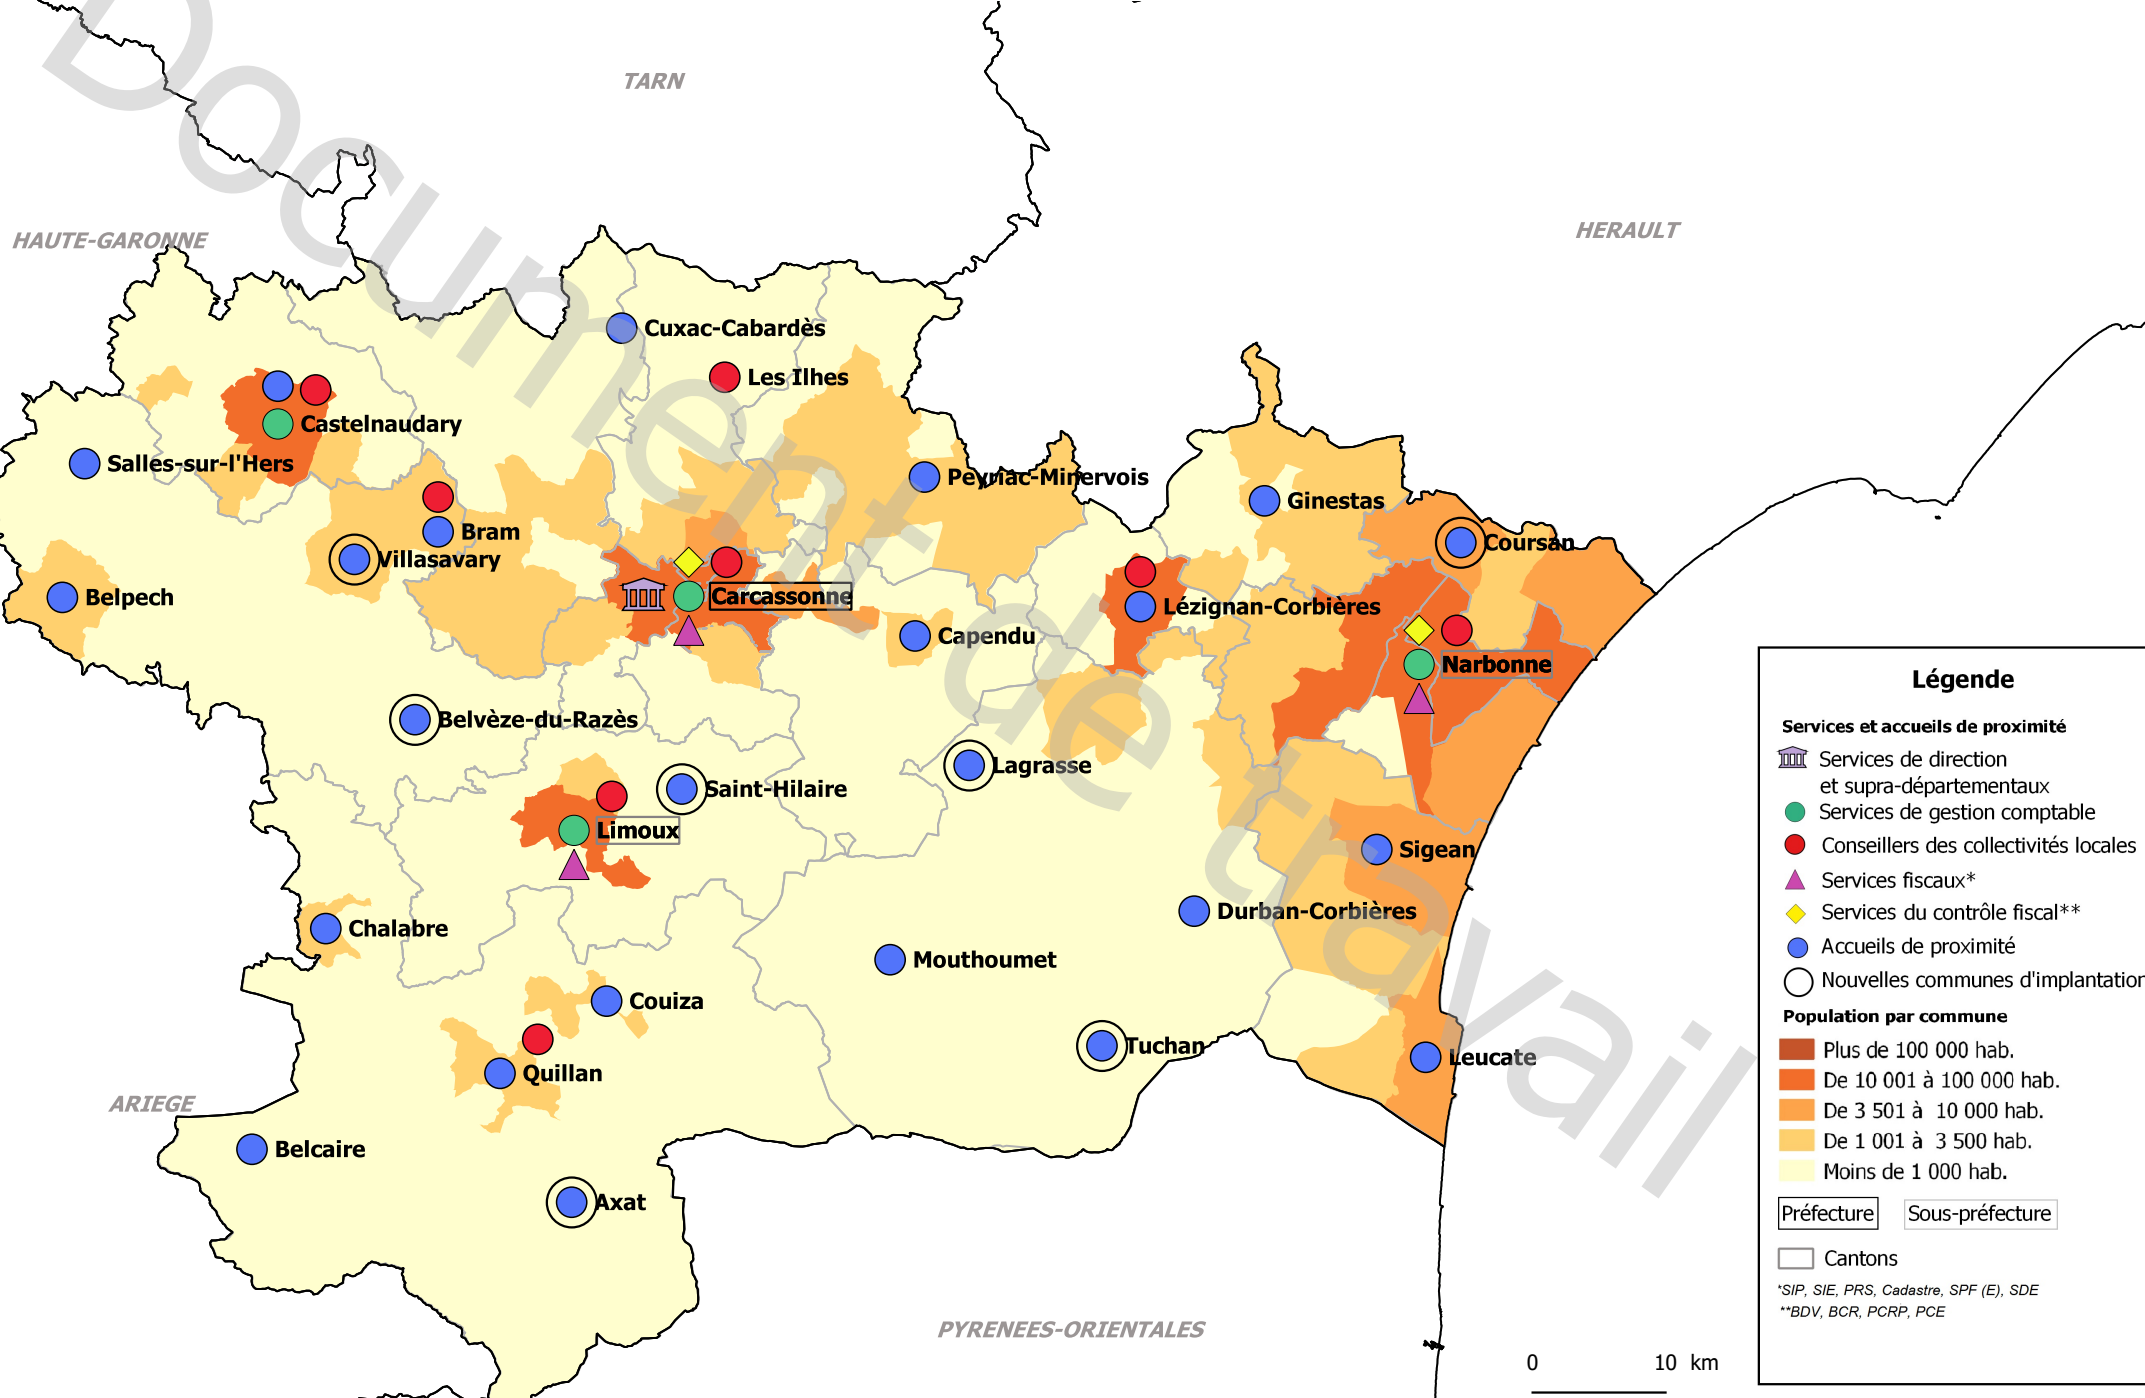 Document de travail
TARN
HAUTE-GARONNE
HERAULT
Cuxac-Cabardès
Les Ilhes
Castelnaudary
Salles-sur-l'Hers
Peyriac-Minervois
Ginestas
Bram
Coursan
Villasavary
Belpech
Carcassonne
Lézignan-Corbières
Capendu
Narbonne
Belvèze-du-Razès
Lagrasse
Saint-Hilaire
Limoux
Sigean
Durban-Corbières
Chalabre
Mouthoumet
Couiza
Tuchan
Leucate
Quillan
ARIEGE
Belcaire
Axat
PYRENEES-ORIENTALES
0 10 km
Légende
Services et accueils de proximité
Services de direction
et supra-départementaux
Services de gestion comptable
Conseillers des collectivités locales
Services fiscaux*
Services du contrôle fiscal**
Accueils de proximité
Nouvelles communes d'implantation
Population par commune
Plus de 100 000 hab.
De 10 001 à 100 000 hab.
De 3 501 à 10 000 hab.
De 1 001 à 3 500 hab.
Moins de 1 000 hab.
Préfecture Sous-préfecture
Cantons
*SIP, SIE, PRS, Cadastre, SPF (E), SDE
**BDV, BCR, PCRP, PCE